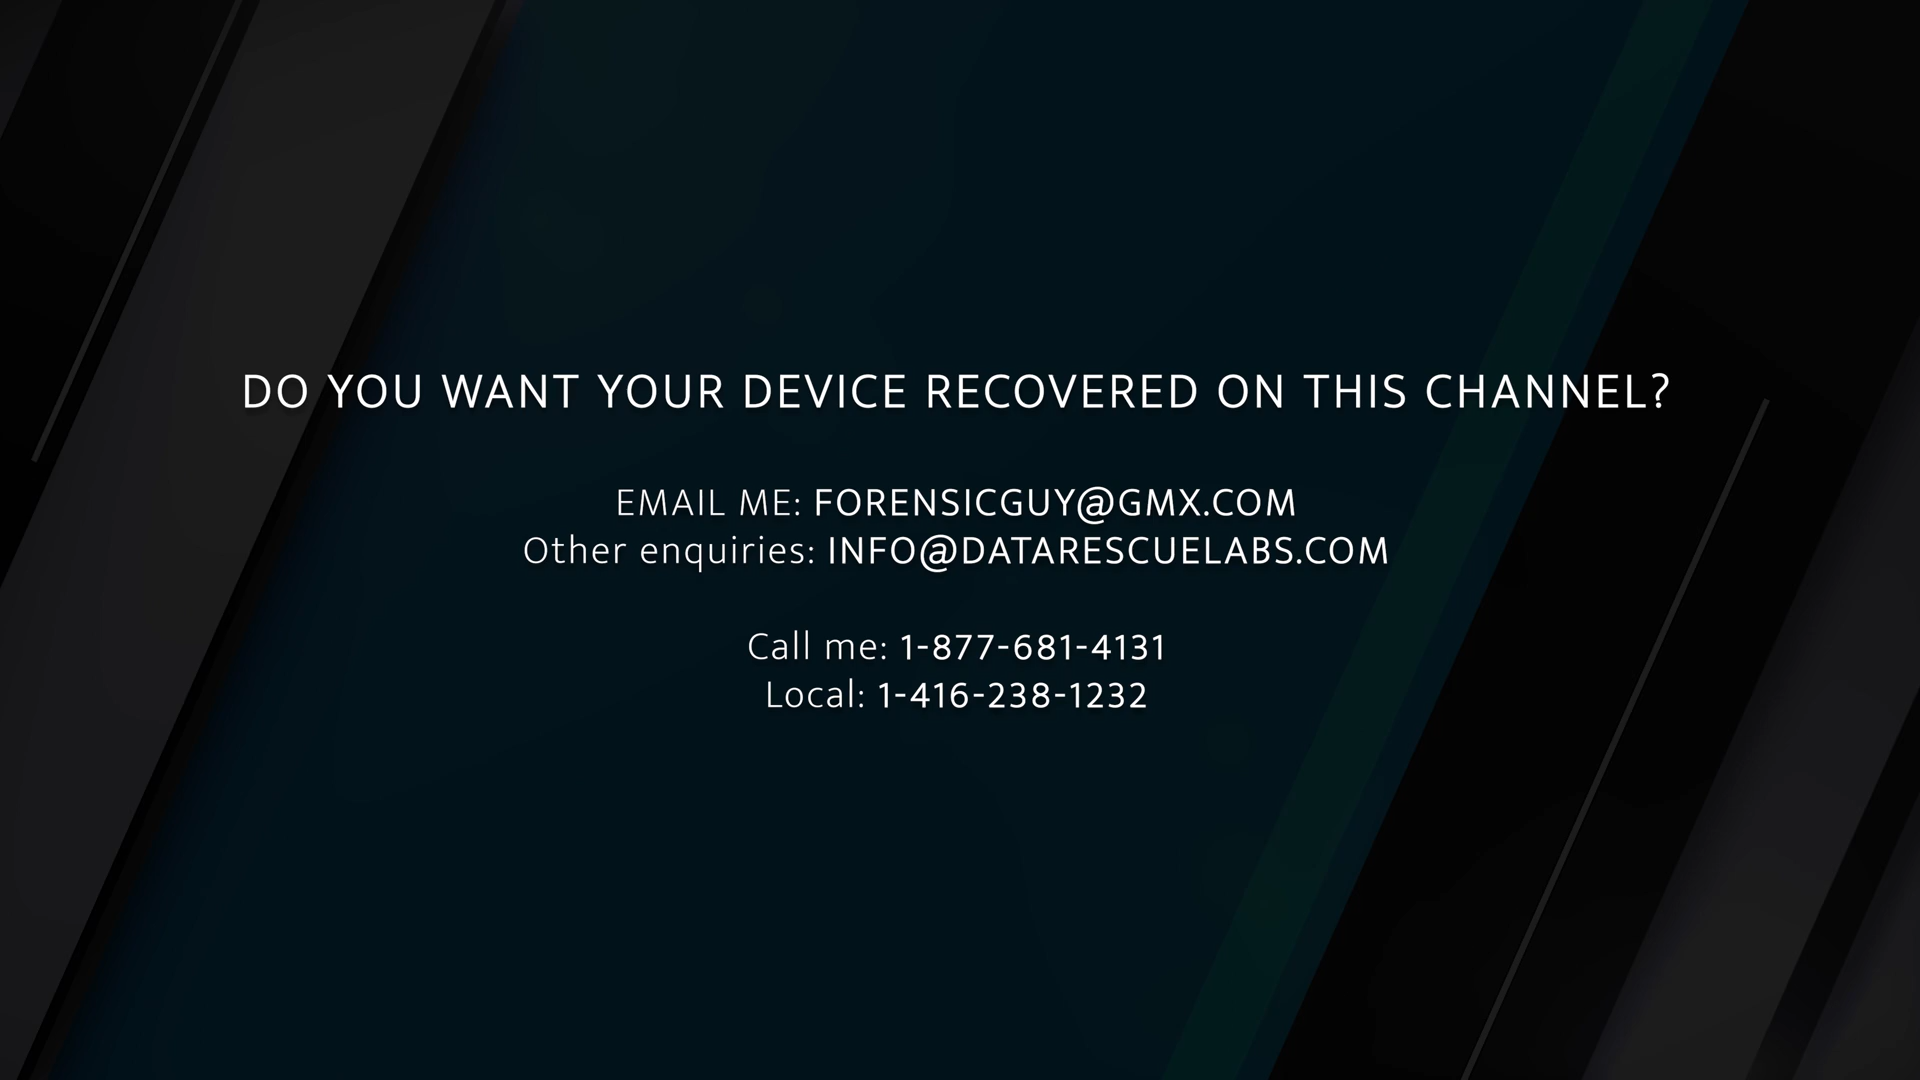 DO YOU WANT YOUR DEVICE RECOVERED ON THIS CHANNEL?
EMAIL ME: FORENSICGUY@GMX.COM
Other enquiries: INFO@DATARESCUELABS.COM
Call me: 1-877-681-4131
Local: 1-416-238-1232